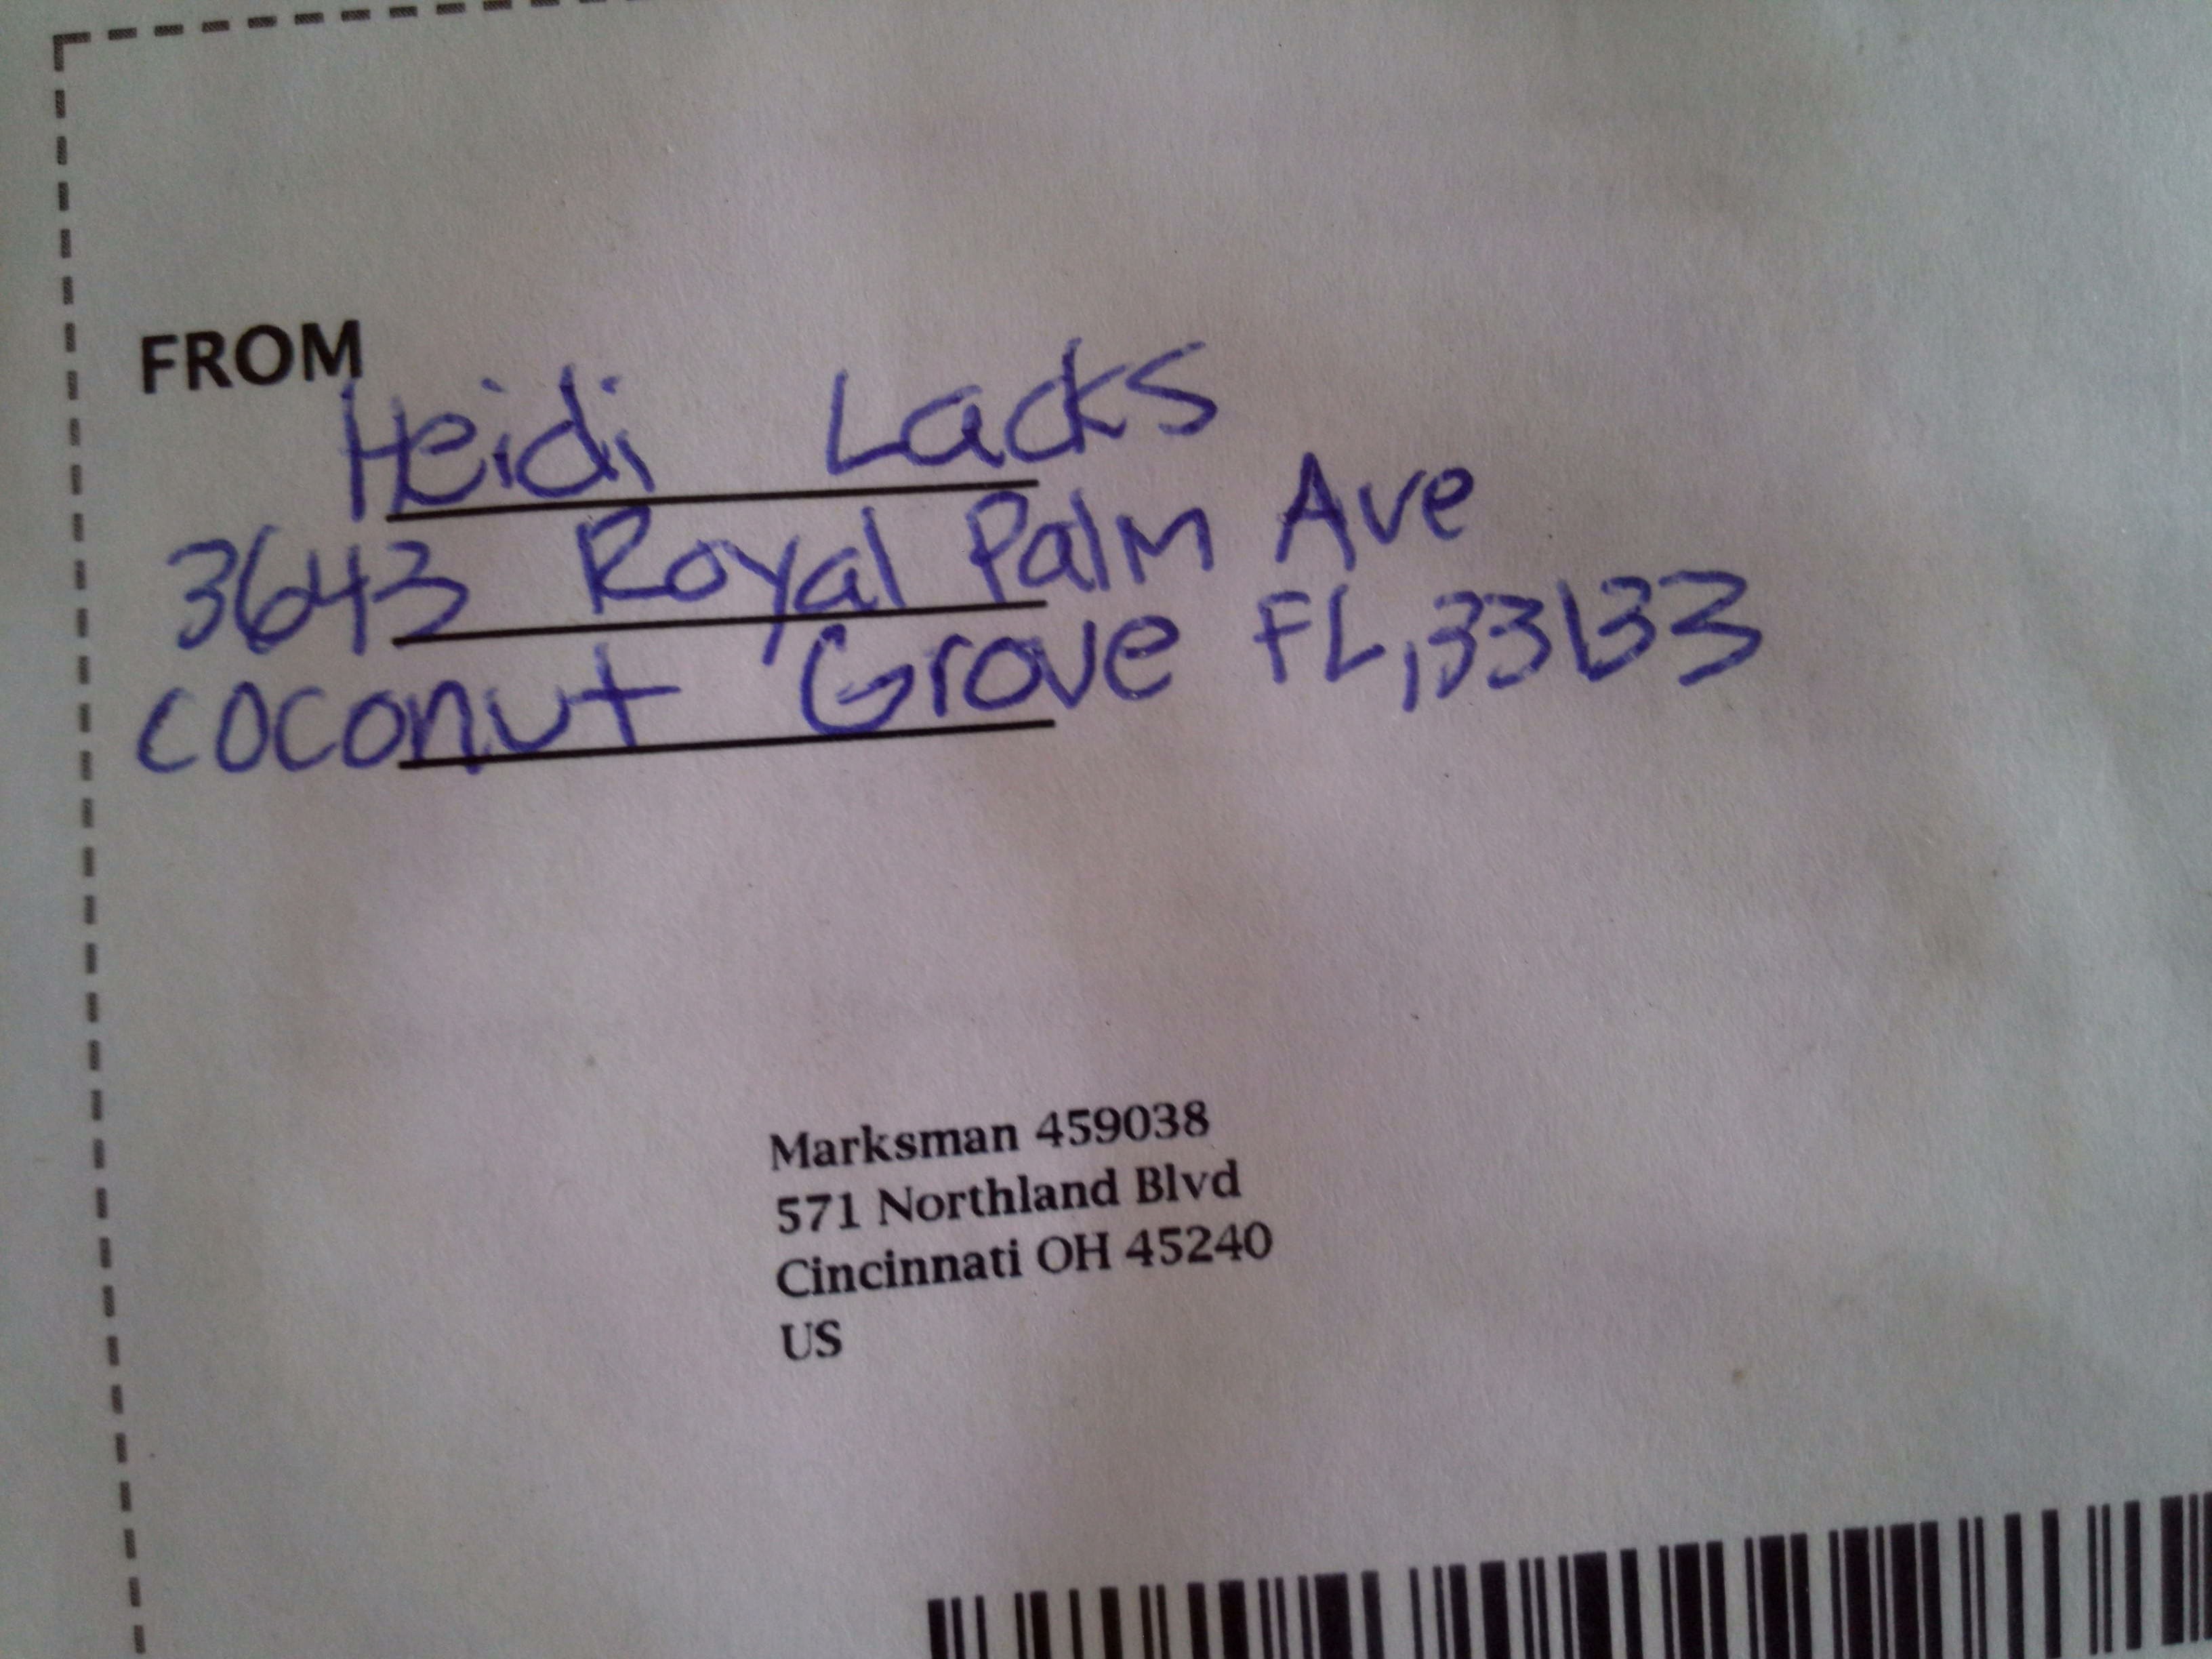 FROM
Heidi Lacks
3643 Royal Palm Ave
Coconut Grove FL, 33133
Marksman 459038
571 Northland Blvd
Cincinnati OH 45240
US